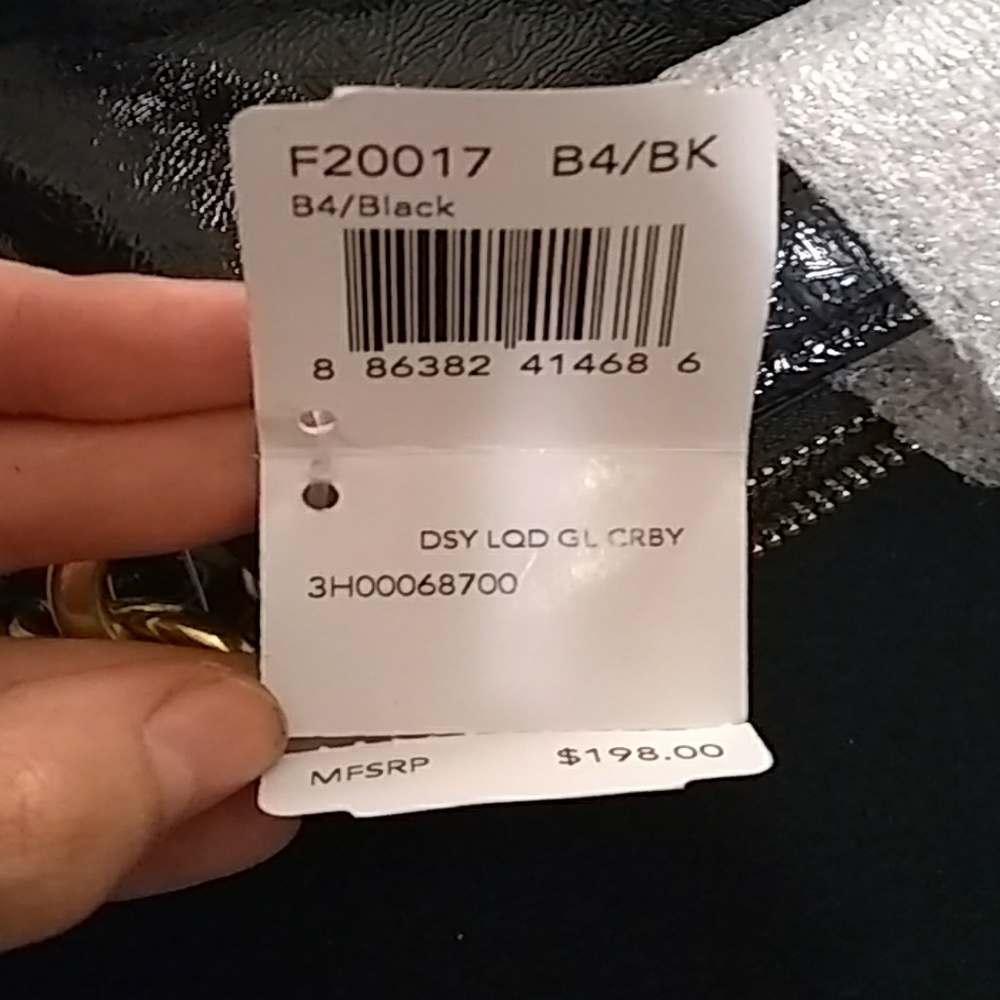 F20017 B4/BK
B4/Black
8 86382 41468 6
DSY LQD GL CRBY
3H00068700
MFSRP $198.00